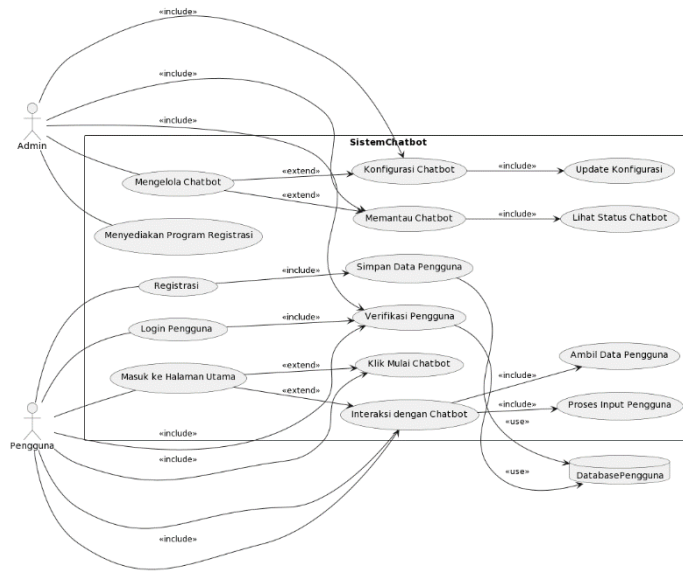 «include»
«include»
Admin
«include»
SistemChatbot
Mengelola Chatbot
«extend»
Konfigurasi Chatbot
«include»
Update Konfigurasi
«extend»
Memantau Chatbot
«include»
Lihat Status Chatbot
Menyediakan Program Registrasi
Registrasi
«include»
Simpan Data Pengguna
Login Pengguna
«include»
Verifikasi Pengguna
Masuk ke Halaman Utama
«extend»
Klik Mulai Chatbot
«include»
Ambil Data Pengguna
«extend»
Interaksi dengan Chatbot
«include»
Proses Input Pengguna
«use»
Pengguna
«include»
«include»
«use»
DatabasePengguna
«include»